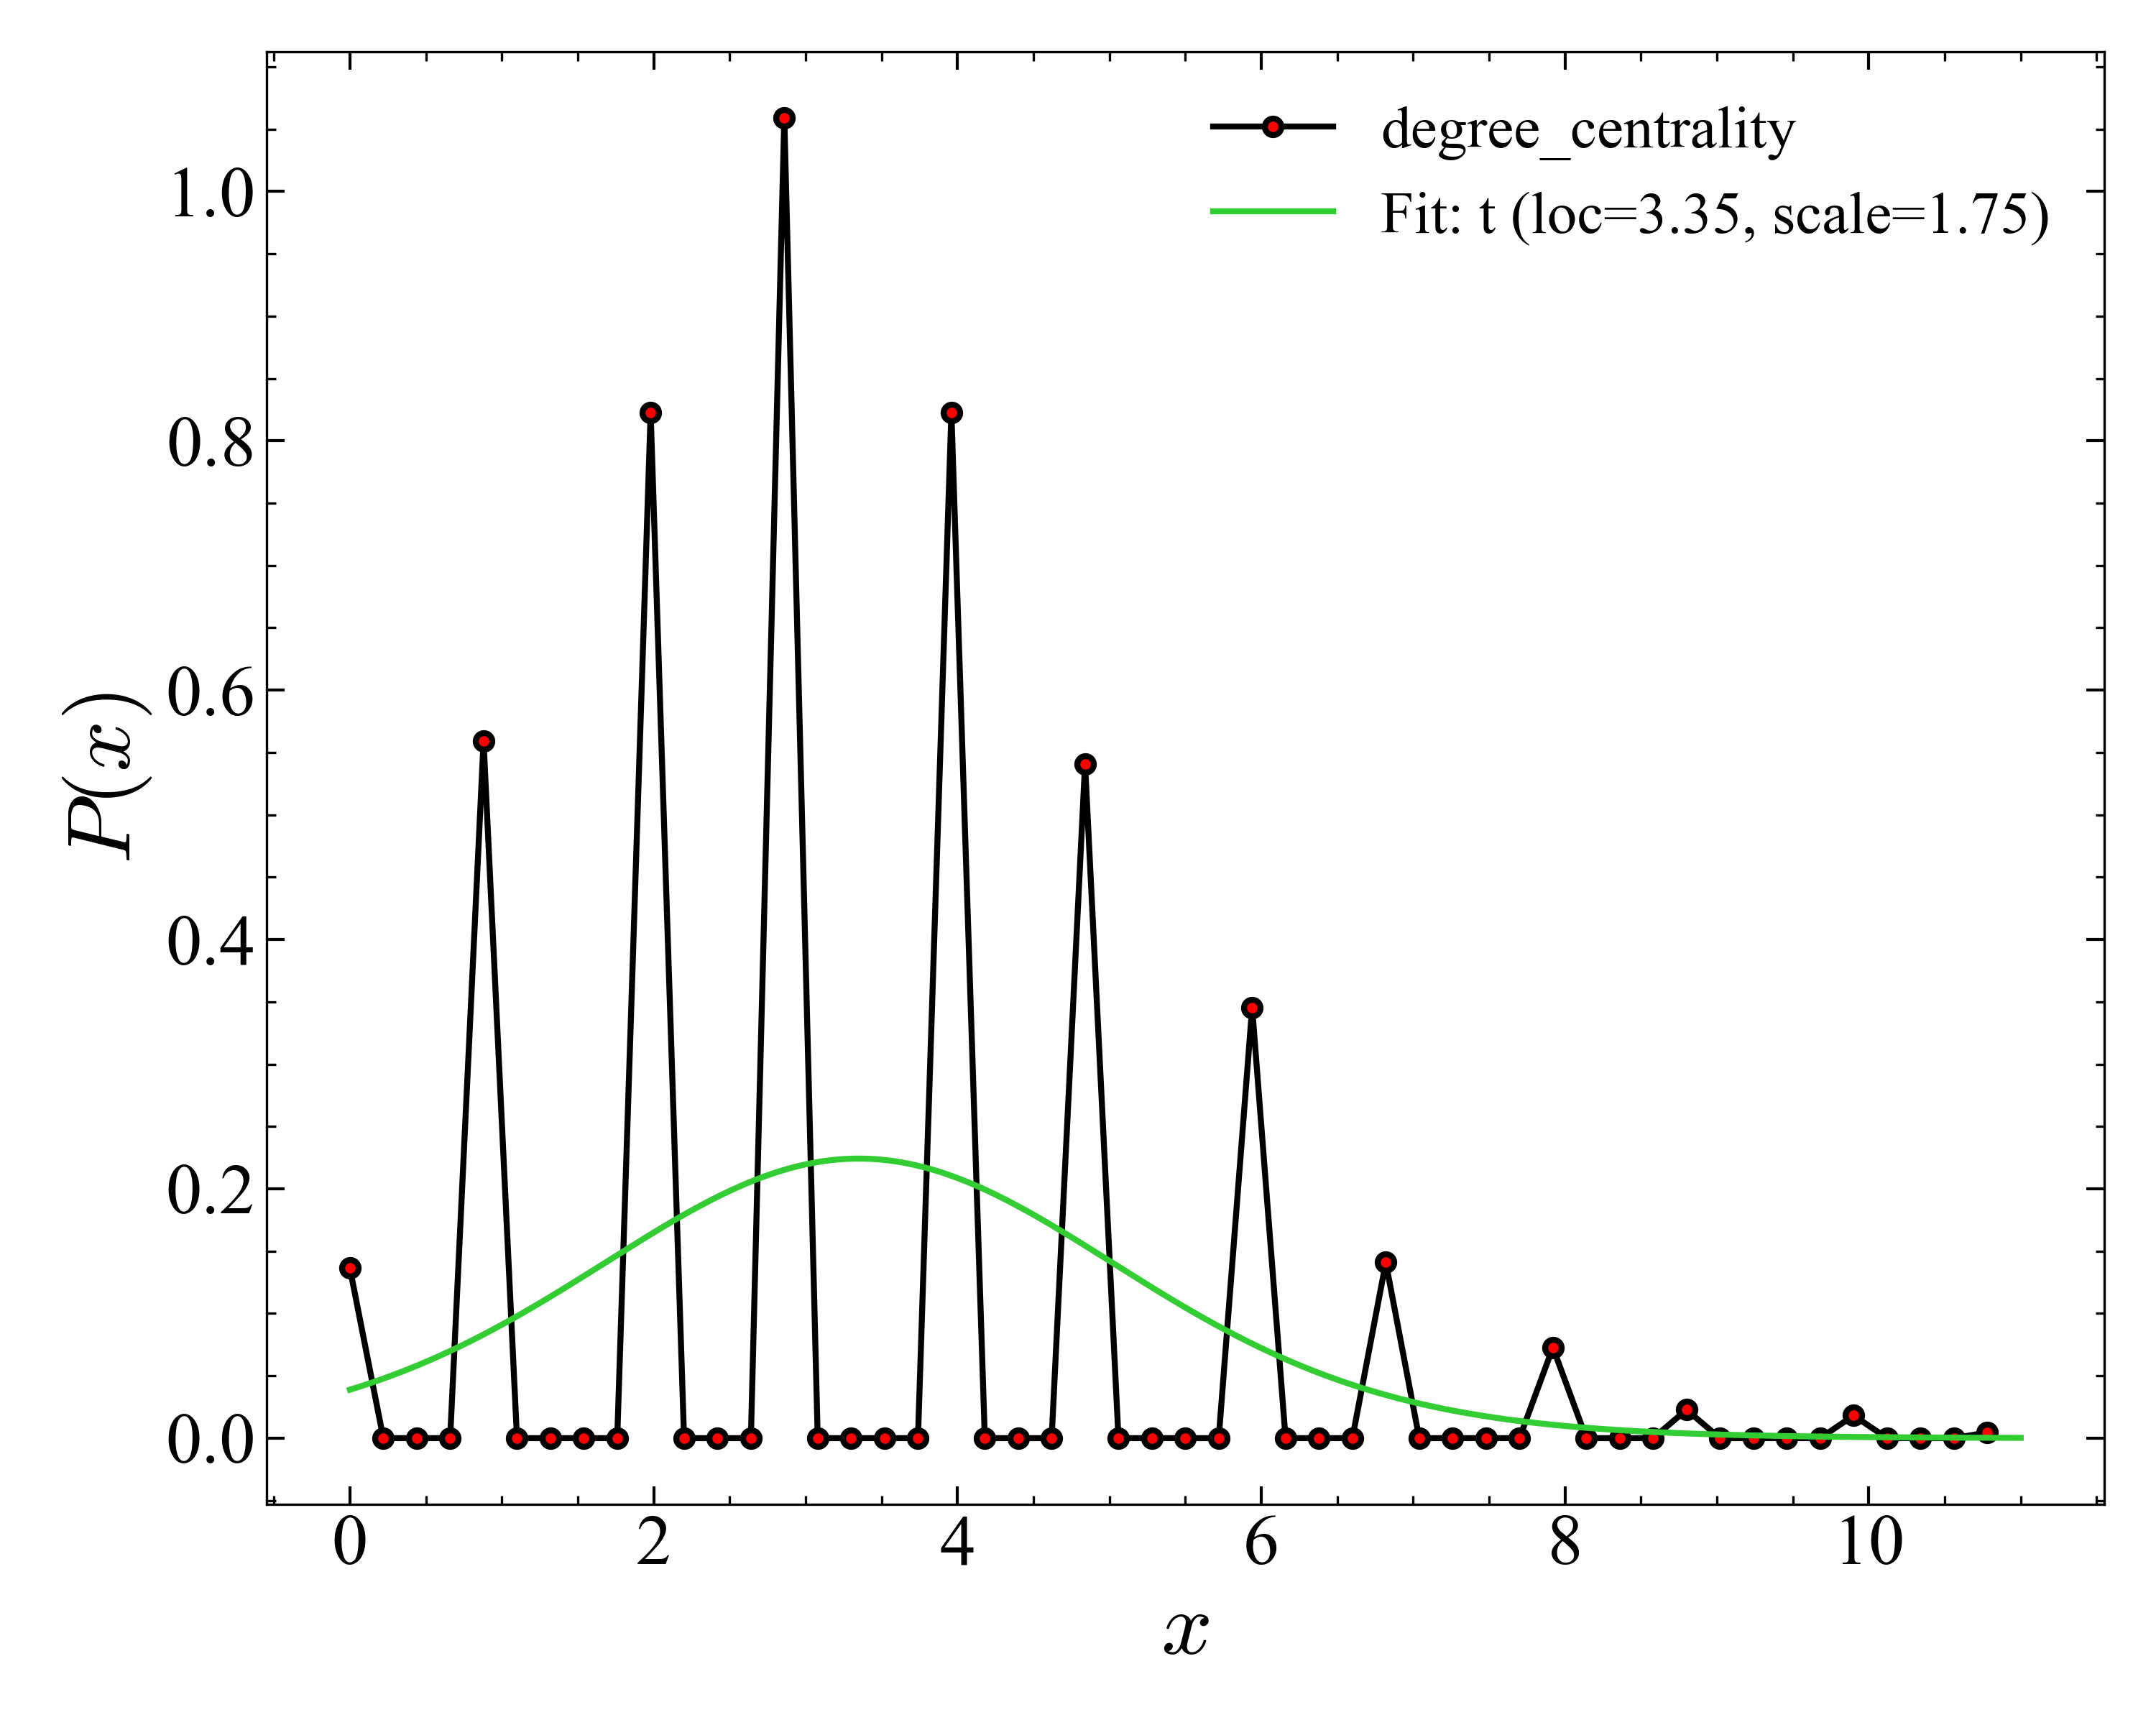 degree_centrality
Fit: t (loc=3.35, scale=1.75)
1.0
0.8
0.6
0.4
0.2
0.0
P(x)
0 2 4 6 8 10
x